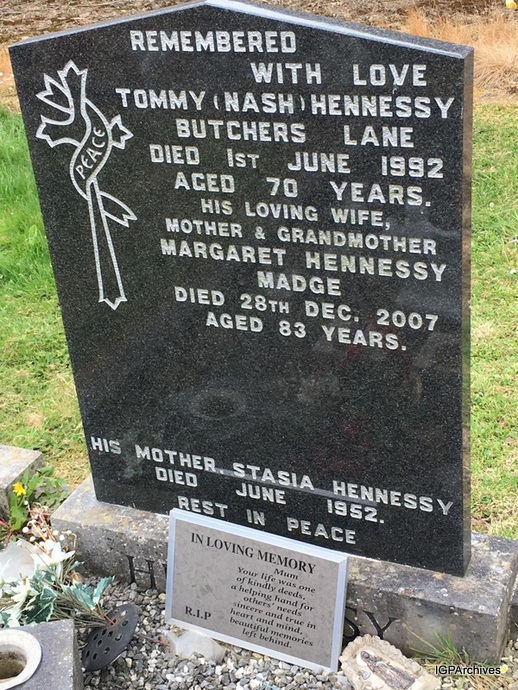 REMEMBERED
WITH LOVE
TOMMY (NASH) HENNESSY
BUTCHERS LANE
DIED 1ST JUNE 1992
AGED 70 YEARS.
HIS LOVING WIFE,
MOTHER & GRANDMOTHER
MARGARET HENNESSY
MADGE
DIED 28TH DEC. 2007
AGED 83 YEARS.
PEACE
HIS MOTHER STASIA HENNESSY
DIED JUNE 1952.
REST IN PEACE
IN LOVING MEMORY
Mum
Your life was one
of kindly deeds,
a helping hand for
others' needs
sincere and true in
heart and mind,
beautiful memories
left behind.
R.I.P
IGPArchives